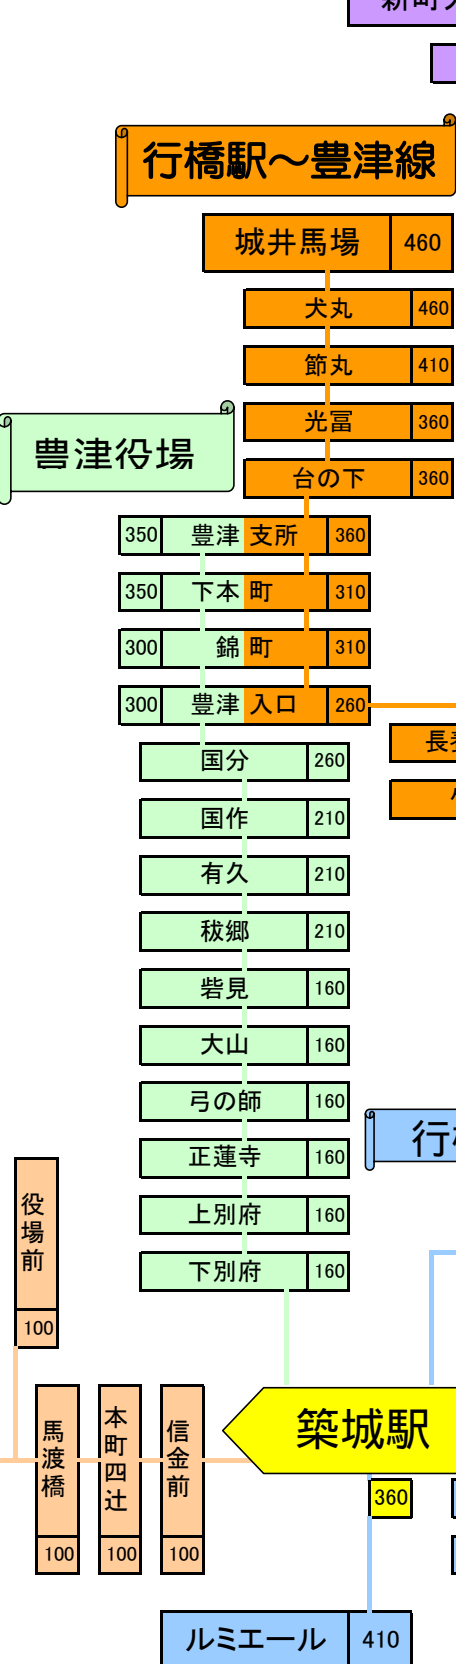 行橋駅～豊津線
城井馬場 460
犬丸 460
節丸 410
光冨 360
豊津役場
台の下 360
350 豊津 支所 360
350 下本 町 310
300 錦 町 310
300 豊津 入口 260
長
国分 260
国作 210
有久 210
秡郷 210
砦見 160
大山 160
弓の師 160
行
正蓮寺 160
上別府 160
下別府 160
役場前
100
築城駅
馬渡橋
100
本町四辻
100
信金前
100
360
ルミエール 410